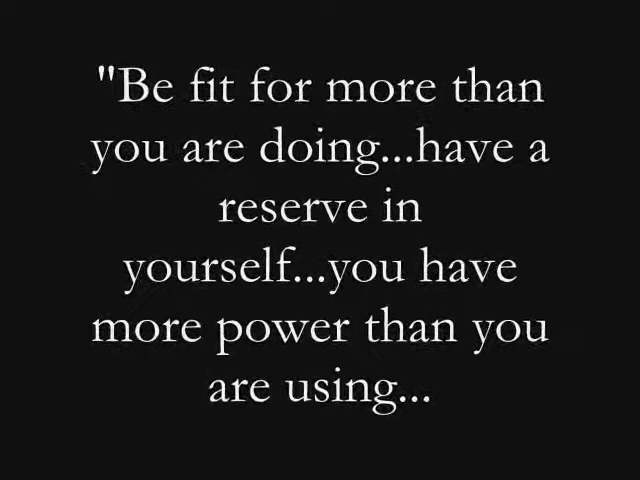 "Be fit for more than
you are doing...have a
reserve in
yourself...you have
more power than you
are using...